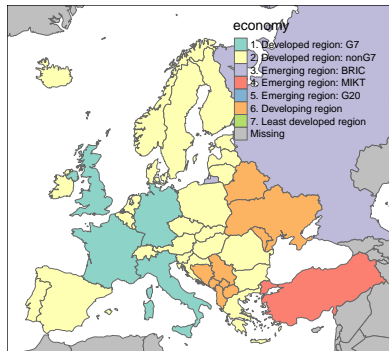 economy
1. Developed region: G7
2. Developed region: nonG7
3. Emerging region: BRIC
4. Emerging region: MIKT
5. Emerging region: G20
6. Developing region
7. Least developed region
Missing